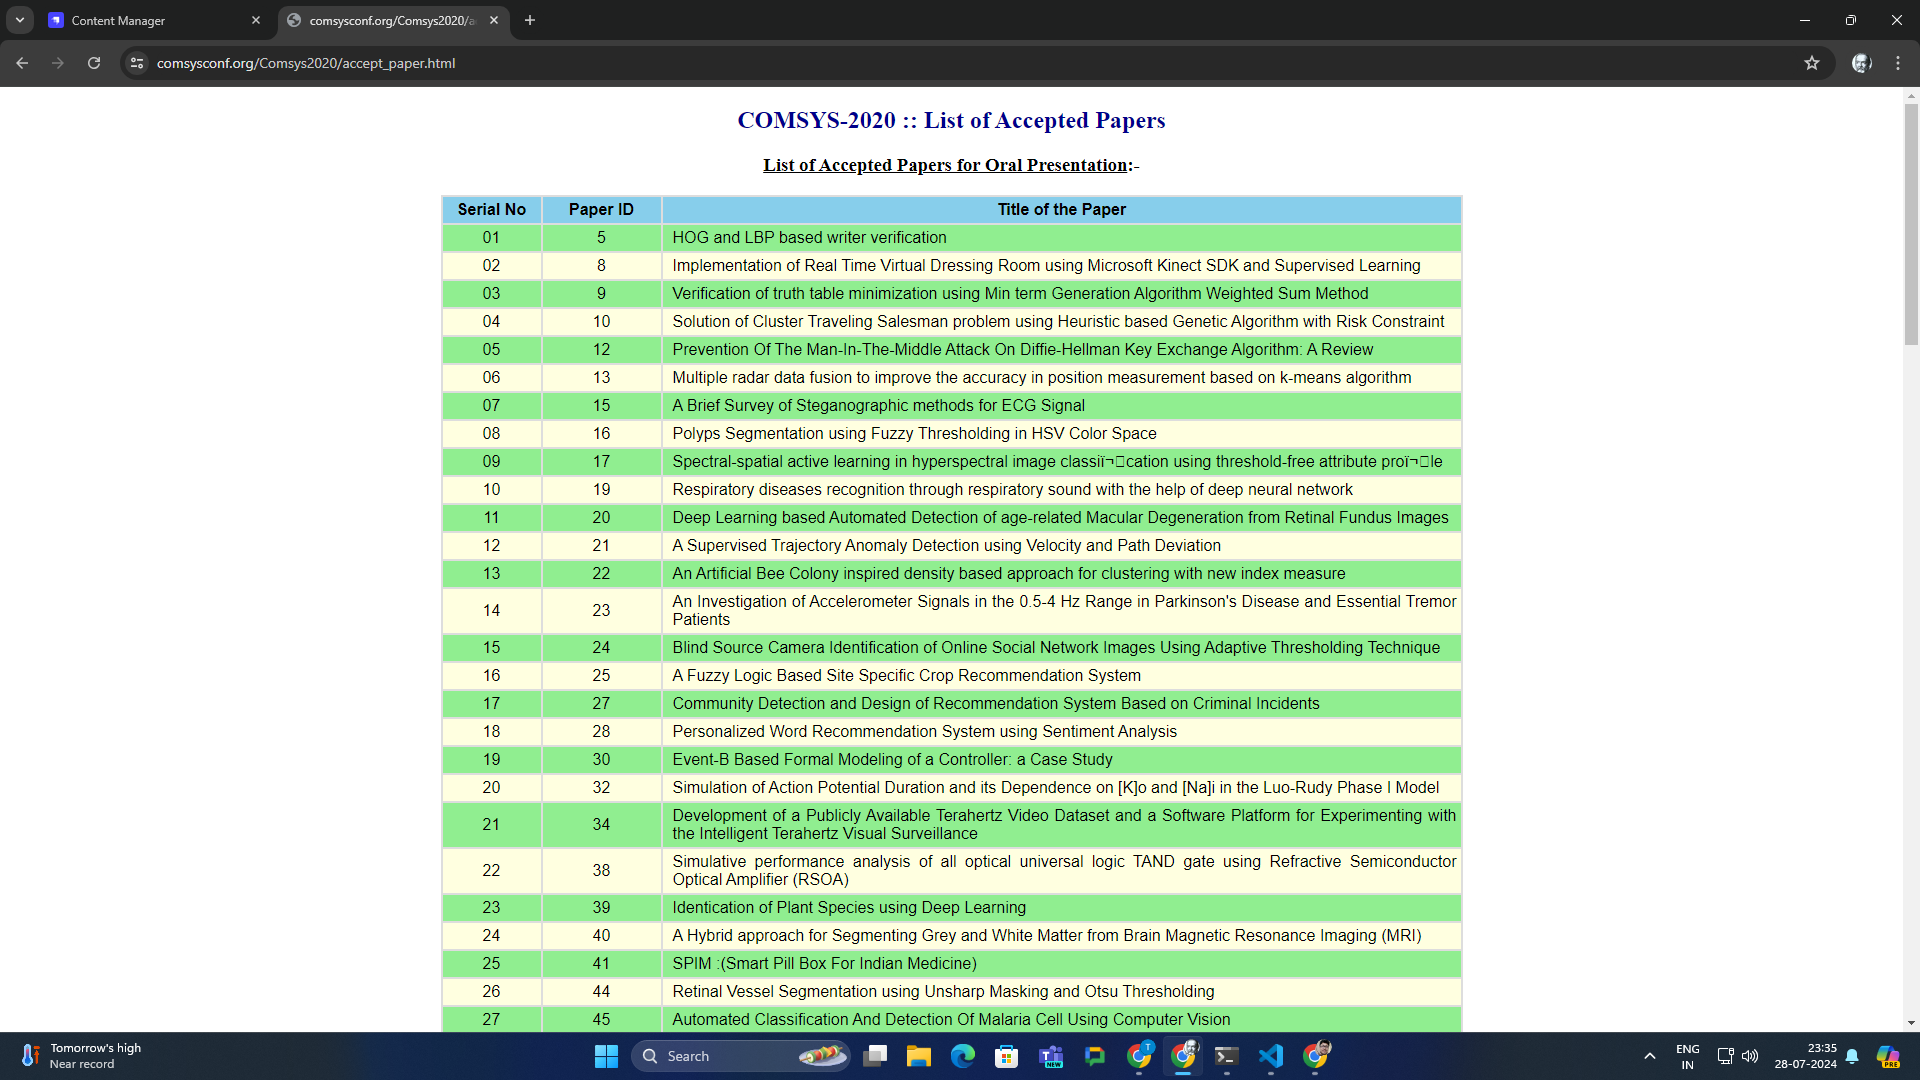 Content Manager
comsysconf.org/Comsys2020/a
comsysconf.org/Comsys2020/accept_paper.html
COMSYS-2020 :: List of Accepted Papers
List of Accepted Papers for Oral Presentation:-
Serial No Paper ID Title of the Paper
01 5 HOG and LBP based writer verification
02 8 Implementation of Real Time Virtual Dressing Room using Microsoft Kinect SDK and Supervised Learning
03 9 Verification of truth table minimization using Min term Generation Algorithm Weighted Sum Method
04 10 Solution of Cluster Traveling Salesman problem using Heuristic based Genetic Algorithm with Risk Constraint
05 12 Prevention Of The Man-In-The-Middle Attack On Diffie-Hellman Key Exchange Algorithm: A Review
06 13 Multiple radar data fusion to improve the accuracy in position measurement based on k-means algorithm
07 15 A Brief Survey of Steganographic methods for ECG Signal
08 16 Polyps Segmentation using Fuzzy Thresholding in HSV Color Space
09 17 Spectral-spatial active learning in hyperspectral image classiï¬□cation using threshold-free attribute proï¬□le
10 19 Respiratory diseases recognition through respiratory sound with the help of deep neural network
11 20 Deep Learning based Automated Detection of age-related Macular Degeneration from Retinal Fundus Images
12 21 A Supervised Trajectory Anomaly Detection using Velocity and Path Deviation
13 22 An Artificial Bee Colony inspired density based approach for clustering with new index measure
14 23 An Investigation of Accelerometer Signals in the 0.5-4 Hz Range in Parkinson's Disease and Essential Tremor
Patients
15 24 Blind Source Camera Identification of Online Social Network Images Using Adaptive Thresholding Technique
16 25 A Fuzzy Logic Based Site Specific Crop Recommendation System
17 27 Community Detection and Design of Recommendation System Based on Criminal Incidents
18 28 Personalized Word Recommendation System using Sentiment Analysis
19 30 Event-B Based Formal Modeling of a Controller: a Case Study
20 32 Simulation of Action Potential Duration and its Dependence on [K]o and [Na]i in the Luo-Rudy Phase I Model
21 34 Development of a Publicly Available Terahertz Video Dataset and a Software Platform for Experimenting with
the Intelligent Terahertz Visual Surveillance
22 38 Simulative performance analysis of all optical universal logic TAND gate using Refractive Semiconductor
Optical Amplifier (RSOA)
23 39 Identication of Plant Species using Deep Learning
24 40 A Hybrid approach for Segmenting Grey and White Matter from Brain Magnetic Resonance Imaging (MRI)
25 41 SPIM :(Smart Pill Box For Indian Medicine)
26 44 Retinal Vessel Segmentation using Unsharp Masking and Otsu Thresholding
27 45 Automated Classification And Detection Of Malaria Cell Using Computer Vision
Tomorrow's high
Near record
Search
NEW
T
ENG
IN
23:35
28-07-2024
PRE